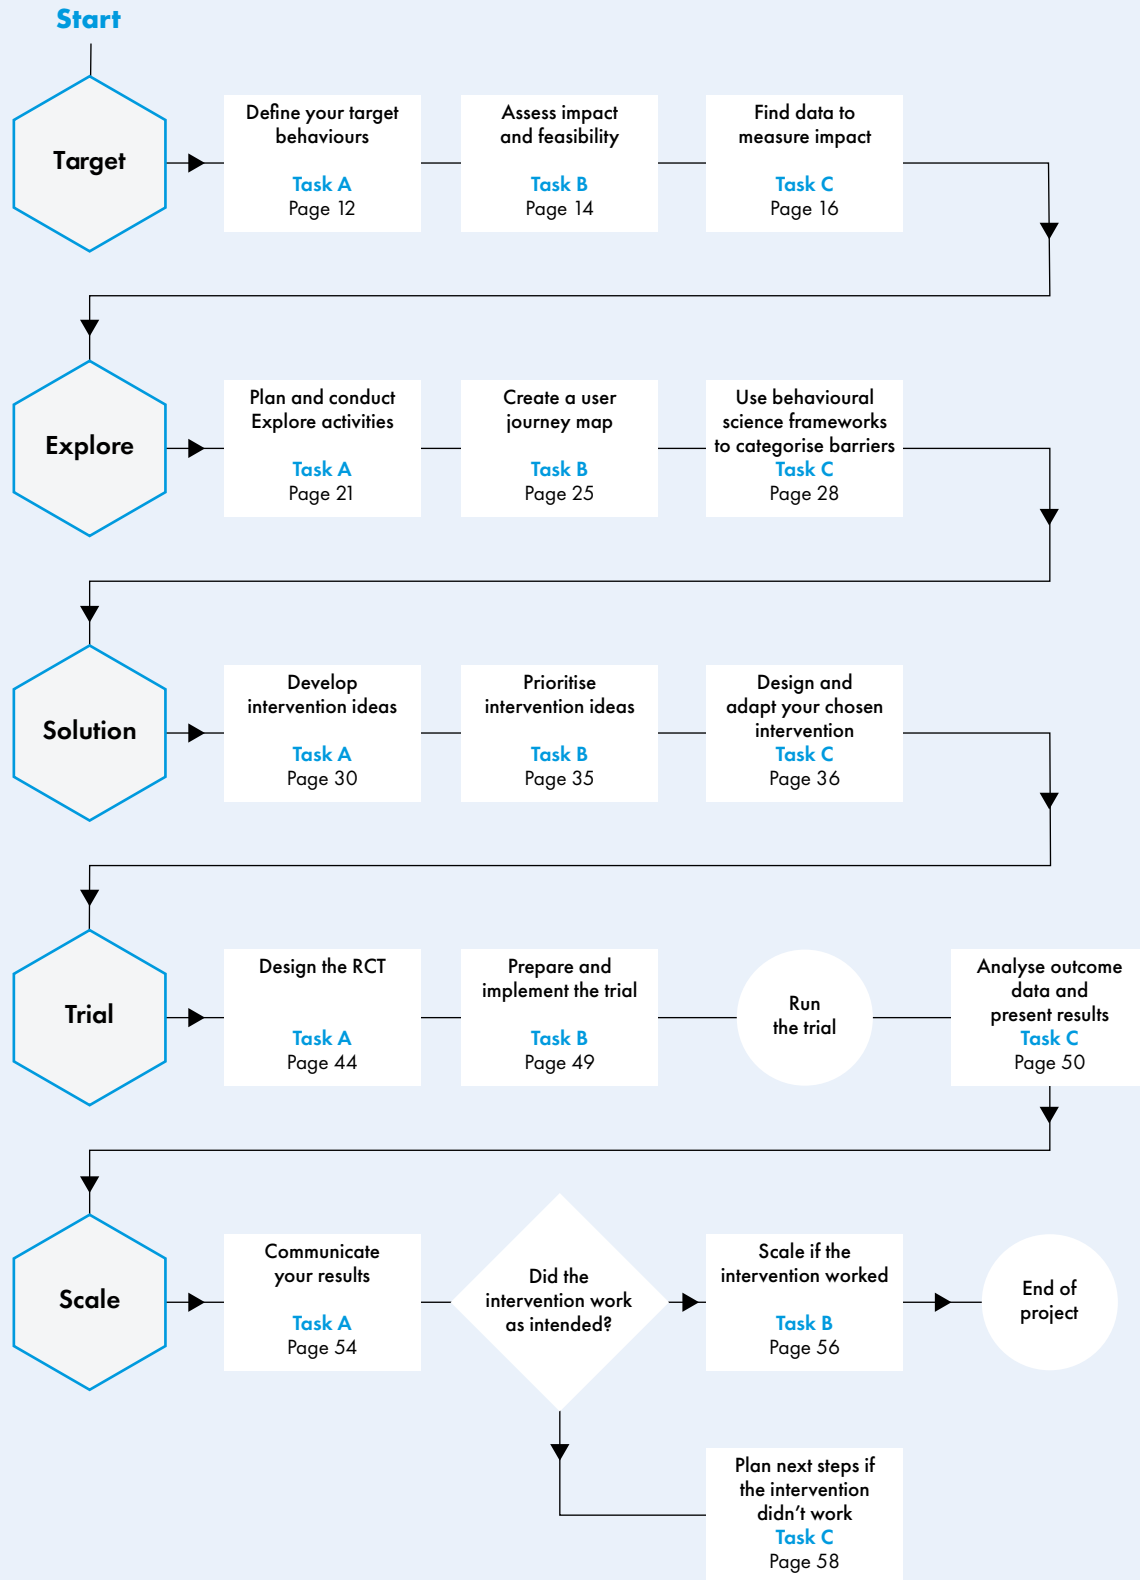 Start
Target
Define your target
behaviours
Task A
Page 12
Assess impact
and feasibility
Task B
Page 14
Find data to
measure impact
Task C
Page 16
Explore
Plan and conduct
Explore activities
Task A
Page 21
Create a user
journey map
Task B
Page 25
Use behavioural
science frameworks
to categorise barriers
Task C
Page 28
Solution
Develop
intervention ideas
Task A
Page 30
Prioritise
intervention ideas
Task B
Page 35
Design and
adapt your chosen
intervention
Task C
Page 36
Trial
Design the RCT
Task A
Page 44
Prepare and
implement the trial
Task B
Page 49
Run
the trial
Analyse outcome
data and
present results
Task C
Page 50
Scale
Communicate
your results
Task A
Page 54
Did the
intervention work
as intended?
Scale if the
intervention worked
Task B
Page 56
End of
project
Plan next steps if
the intervention
didn't work
Task C
Page 58